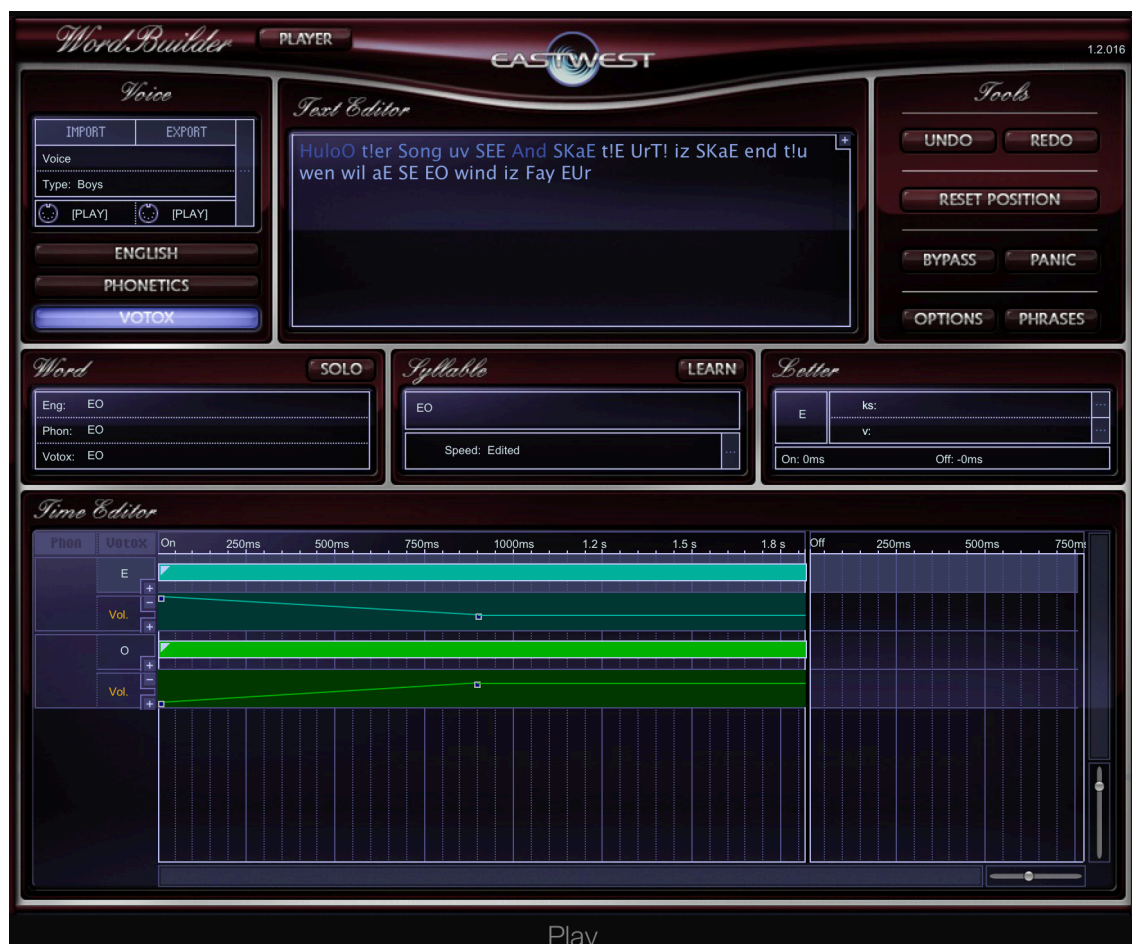 WordBuilder PLAYER
EASTWEST
1.2.016
Voice
IMPORT EXPORT
Voice
...
Type: Boys
[PLAY] [PLAY]
ENGLISH
PHONETICS
VOTOX
Text Editor
+
HuloO t!er Song uv SEE And SKaE t!E UrT! iz SKaE end t!u
wen wil aE SE EO wind iz Fay EUr
Tools
UNDO REDO
RESET POSITION
BYPASS PANIC
OPTIONS PHRASES
Word SOLO
Eng: EO
Phon: EO
Votox: EO
Syllable LEARN
EO
Speed: Edited ...
Letter
E
ks: ...
v: ...
On: 0ms Off: -0ms
Time Editor
Phon Votox On 250ms 500ms 750ms 1000ms 1.2 s 1.5 s 1.8 s Off 250ms 500ms 750ms
E
+
−
Vol.
+
O
+
−
Vol.
+
Play